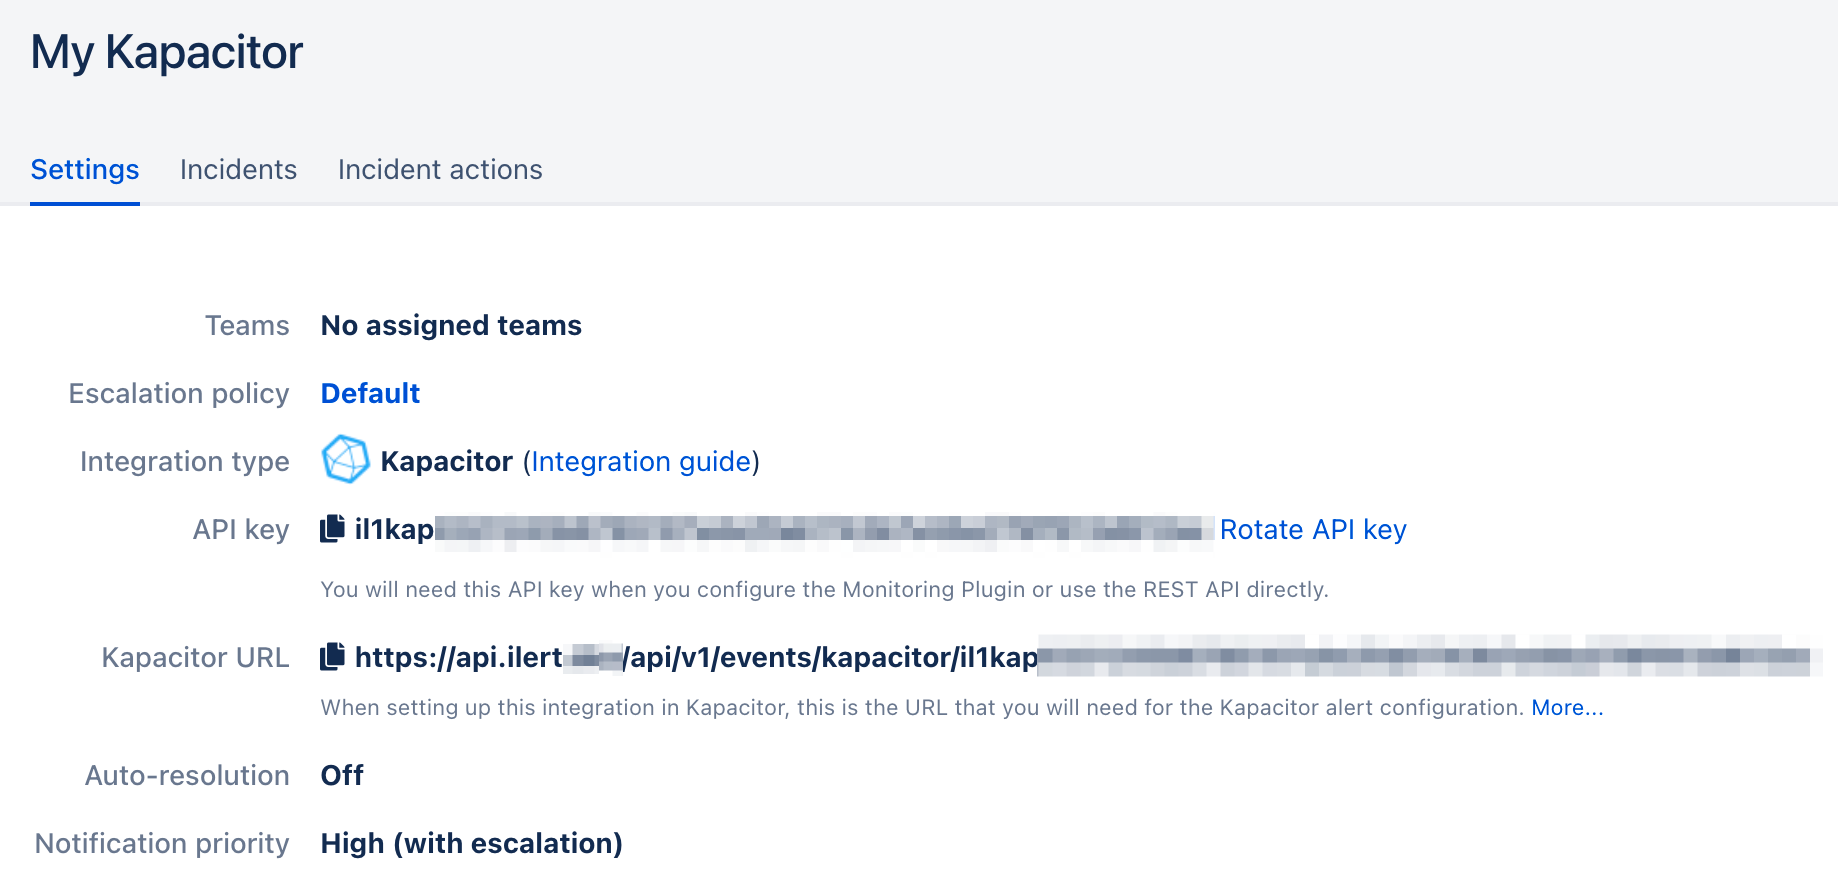 My Kapacitor
Settings Incidents Incident actions
Teams No assigned teams
Escalation policy Default
Integration type Kapacitor (Integration guide)
API key il1kap Rotate API key
You will need this API key when you configure the Monitoring Plugin or use the REST API directly.
Kapacitor URL https://api.ilert /api/v1/events/kapacitor/il1kap
When setting up this integration in Kapacitor, this is the URL that you will need for the Kapacitor alert configuration. More...
Auto-resolution Off
Notification priority High (with escalation)